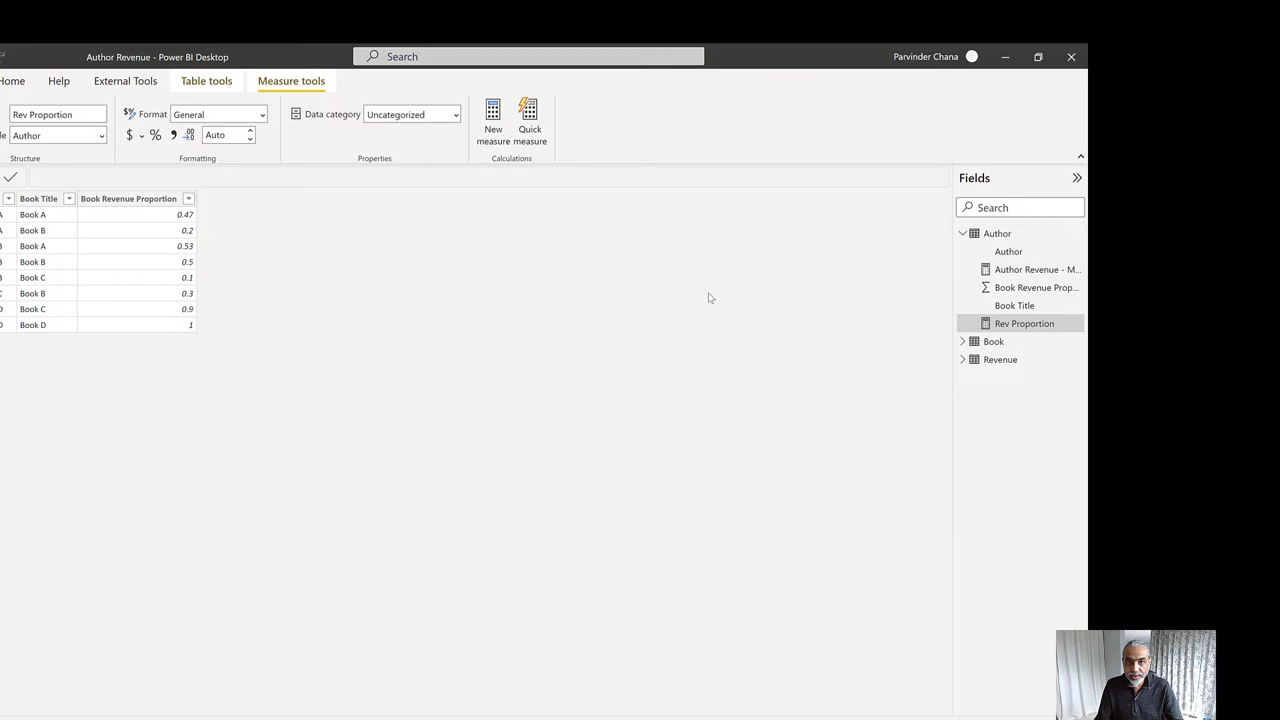 Author Revenue - Power BI Desktop
Search
Parvinder Chana
Home
Help
External Tools
Table tools
Measure tools
Rev Proportion
Format
General
Data category
Uncategorized
New measure
Quick measure
Author
$
%
,
.00
Auto
Structure
Formatting
Properties
Calculations
Fields
Search
Book Title
Book Revenue Proportion
A
Book A
0.47
A
Book B
0.2
B
Book A
0.53
B
Book B
0.5
B
Book C
0.1
C
Book B
0.3
D
Book C
0.9
D
Book D
1
Author
Author
Author Revenue - M...
Book Revenue Prop...
Book Title
Rev Proportion
Book
Revenue